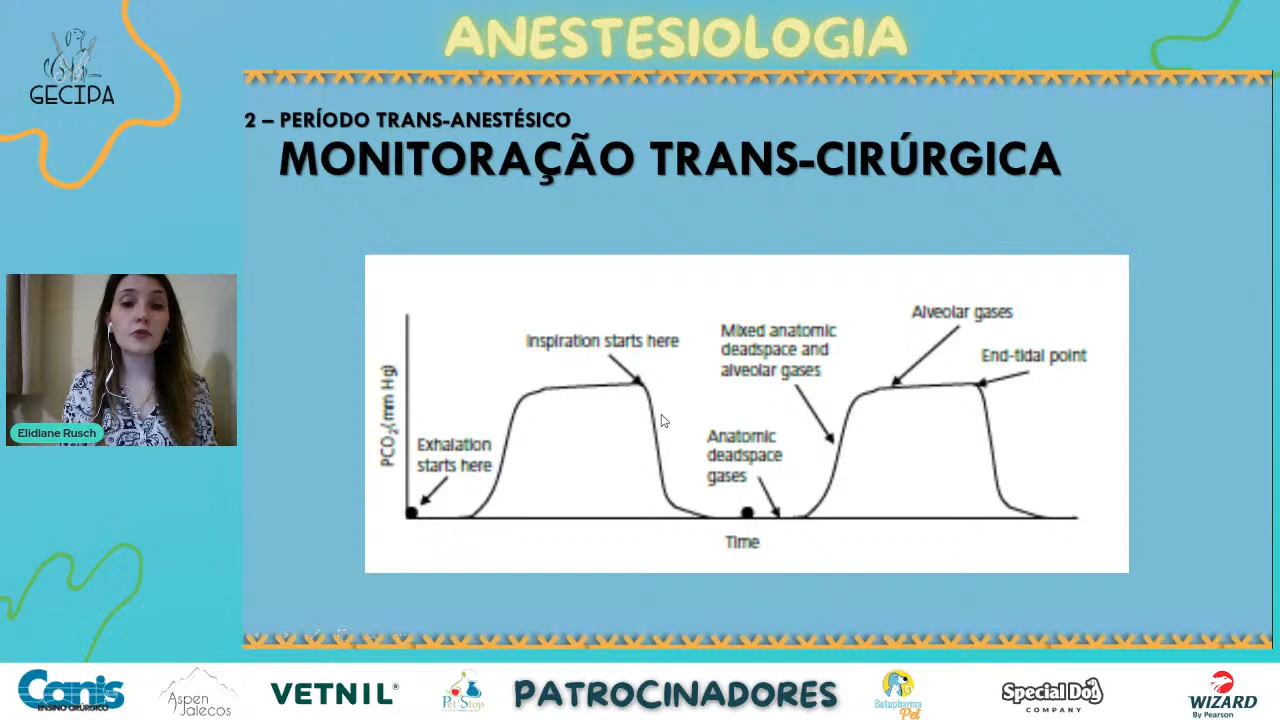 ANESTESIOLOGIA
GECIPA
2 – PERÍODO TRANS-ANESTÉSICO
MONITORAÇÃO TRANS-CIRÚRGICA
Elidiane Rusch
PCO₂(mm Hg)
Exhalation
starts here
Inspiration starts here
Mixed anatomic
deadspace and
alveolar gases
Anatomic
deadspace
gases
Alveolar gases
End-tidal point
Time
Canis
ENSINO CIRÚRGICO
ASPEN
JALECOS
VETNIL®
Pet Stop
PATROCINADORES
Botupharma
Pet
Special Dog
COMPANY
WIZARD
By Pearson